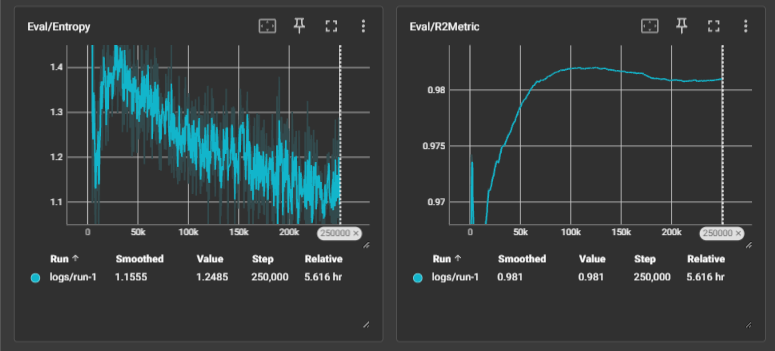 Eval/Entropy
1.4
1.3
1.2
1.1
0 50k 100k 150k 200k 250000 ×
Run ↑ Smoothed Value Step Relative
logs/run-1 1.1555 1.2485 250,000 5.616 hr
Eval/R2Metric
0.98
0.975
0.97
0 50k 100k 150k 200k 250000 ×
Run ↑ Smoothed Value Step Relative
logs/run-1 0.981 0.981 250,000 5.616 hr